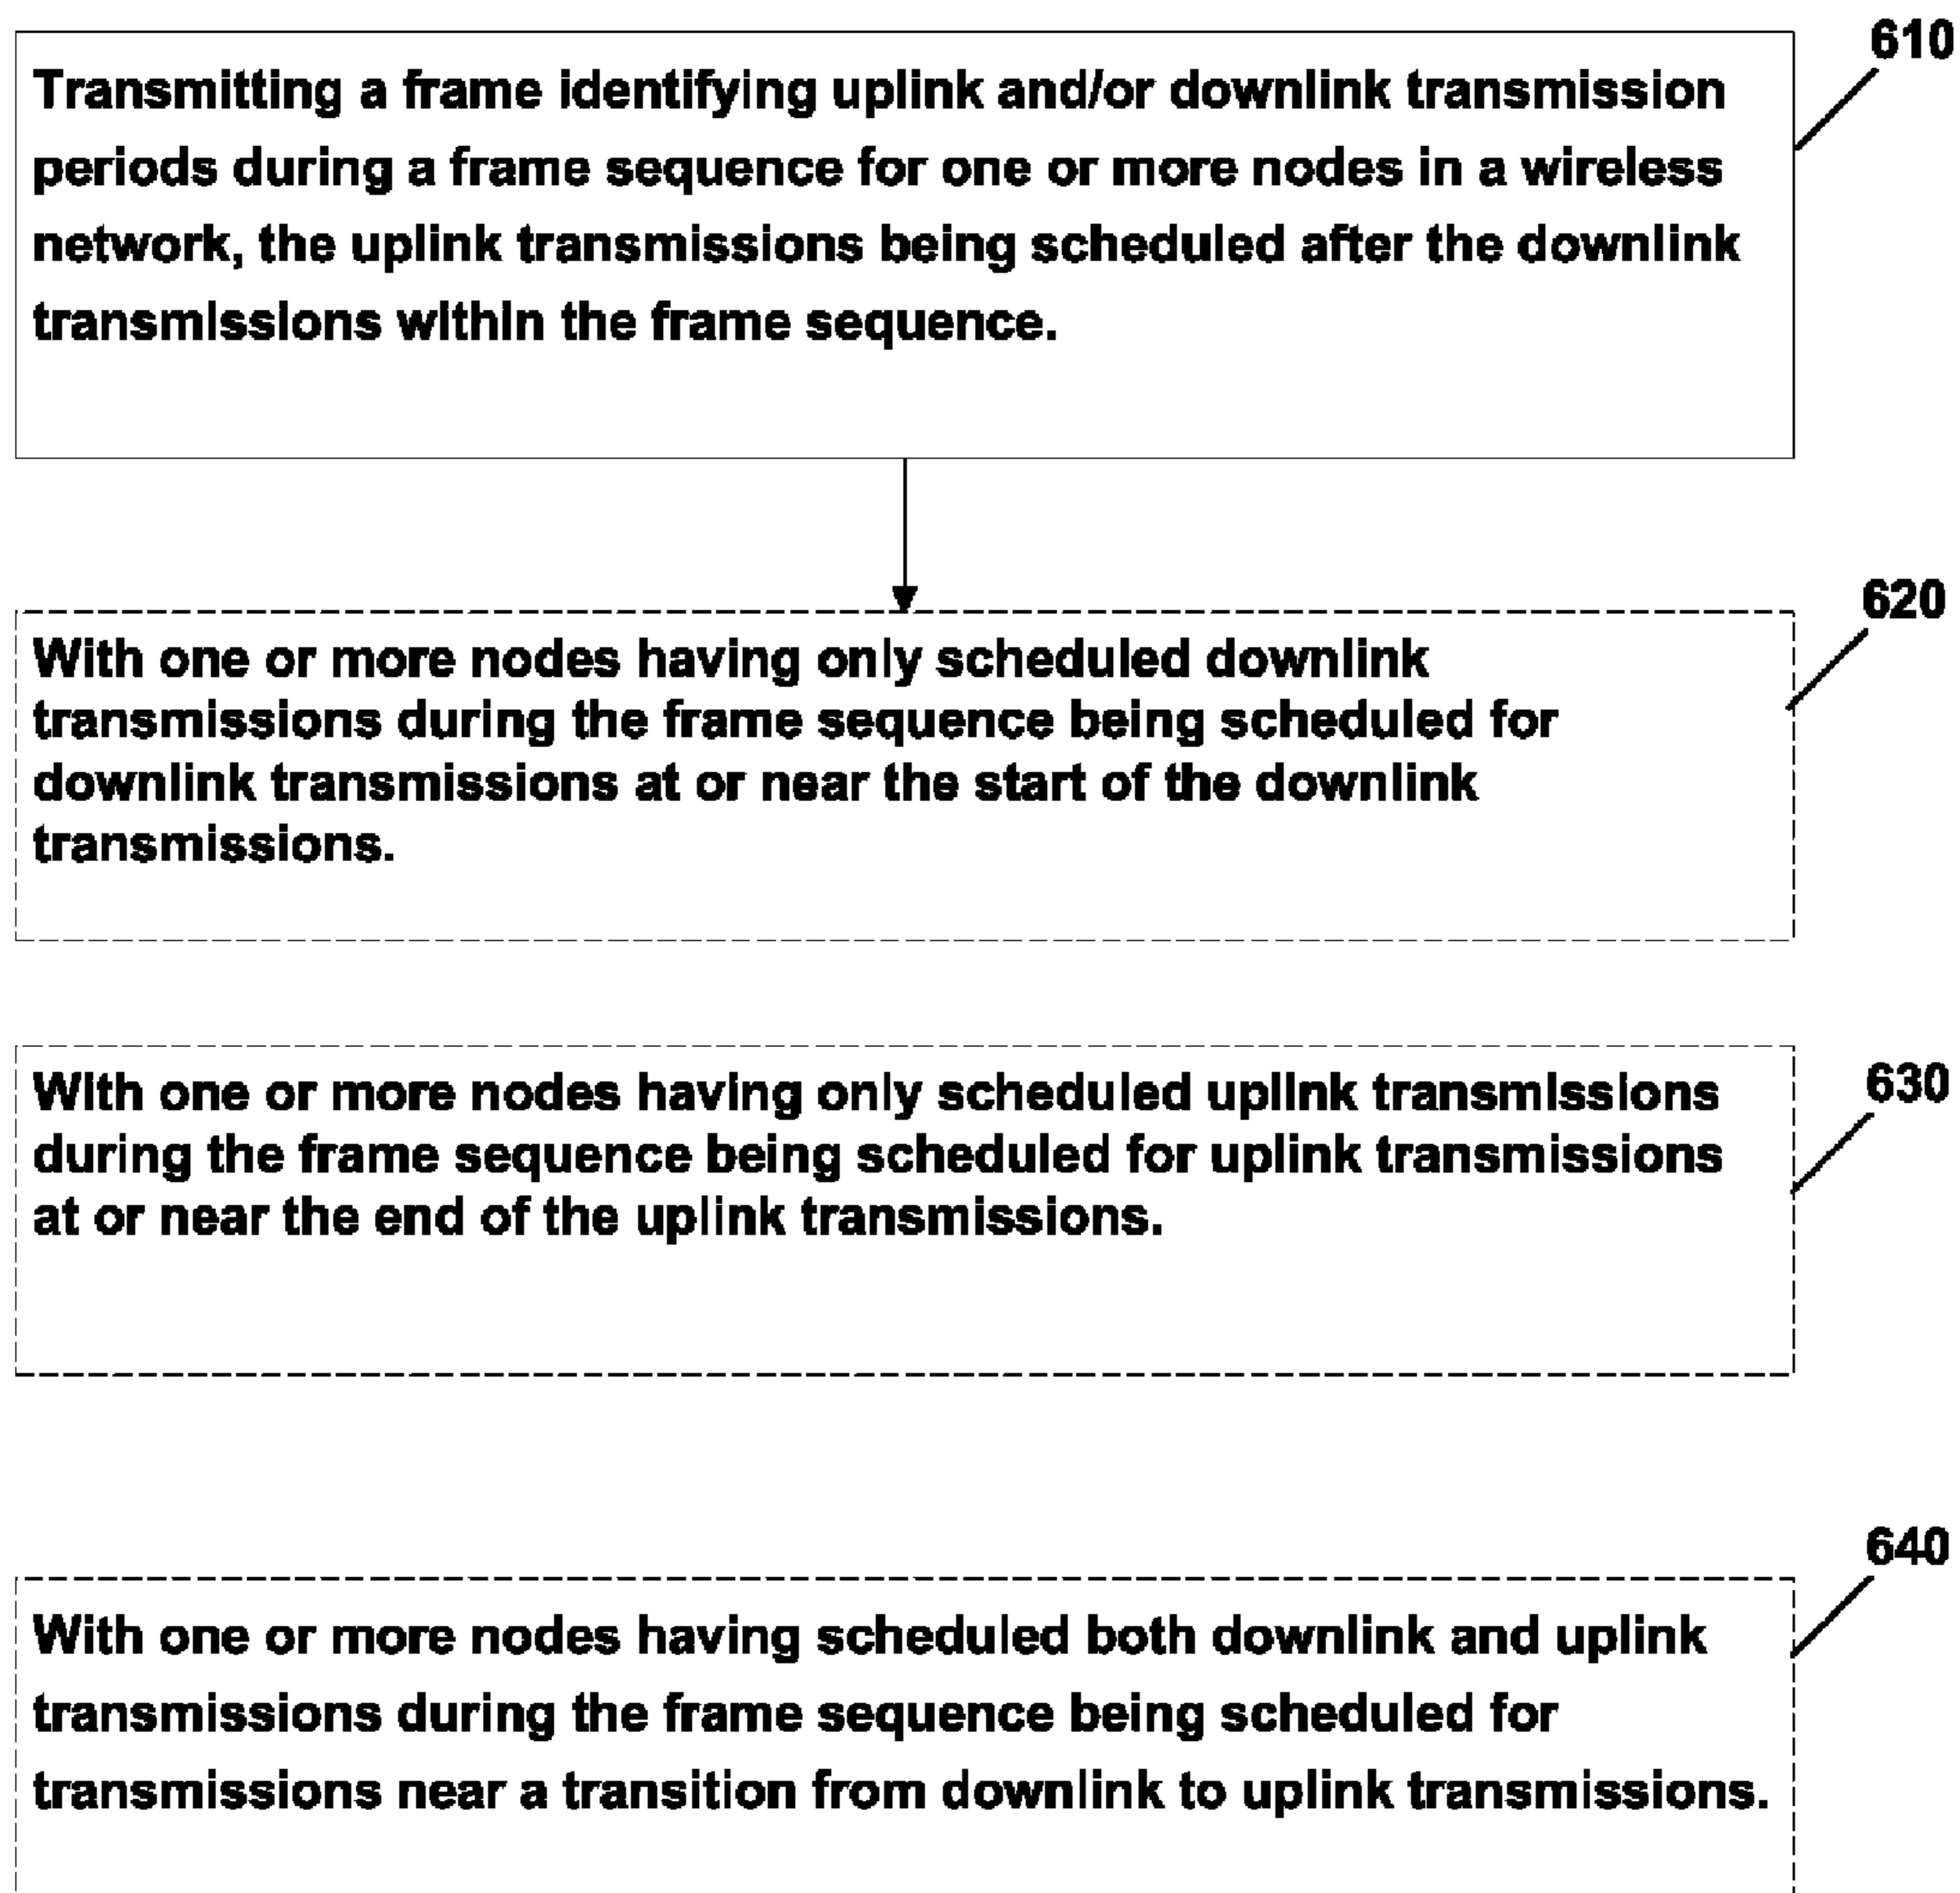 610
Transmitting a frame identifying uplink and/or downlink transmission
periods during a frame sequence for one or more nodes in a wireless
network, the uplink transmissions being scheduled after the downlink
transmissions within the frame sequence.
620
With one or more nodes having only scheduled downlink
transmissions during the frame sequence being scheduled for
downlink transmissions at or near the start of the downlink
transmissions.
630
With one or more nodes having only scheduled uplink transmissions
during the frame sequence being scheduled for uplink transmissions
at or near the end of the uplink transmissions.
640
With one or more nodes having scheduled both downlink and uplink
transmissions during the frame sequence being scheduled for
transmissions near a transition from downlink to uplink transmissions.